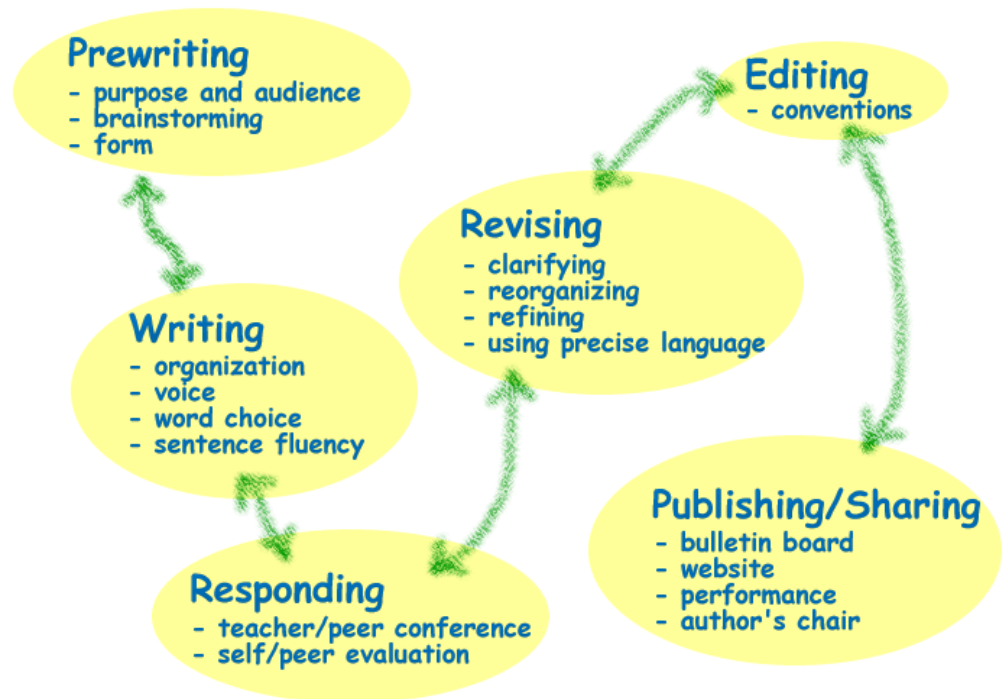 Prewriting
- purpose and audience
- brainstorming
- form
Writing
- organization
- voice
- word choice
- sentence fluency
Responding
- teacher/peer conference
- self/peer evaluation
Revising
- clarifying
- reorganizing
- refining
- using precise language
Editing
- conventions
Publishing/Sharing
- bulletin board
- website
- performance
- author's chair